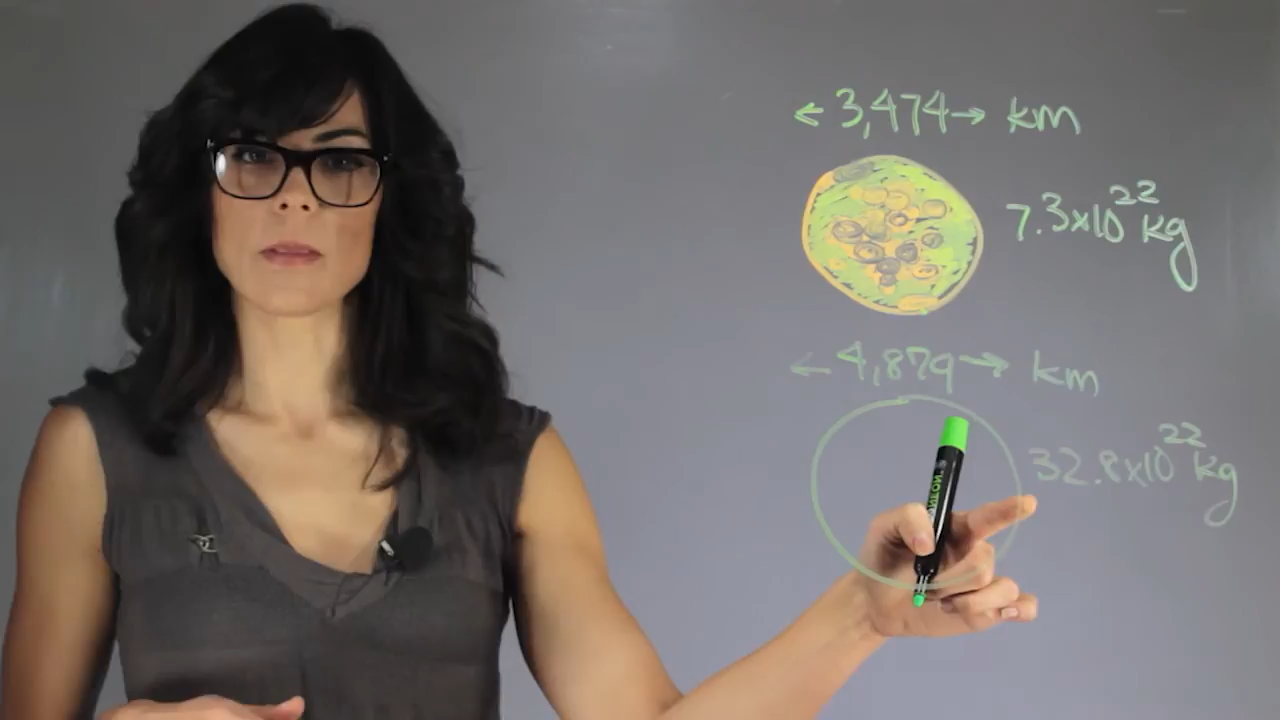 ← 3,474 → km
7.3x10²² kg
← 4,879 → km
32.8x10²² kg